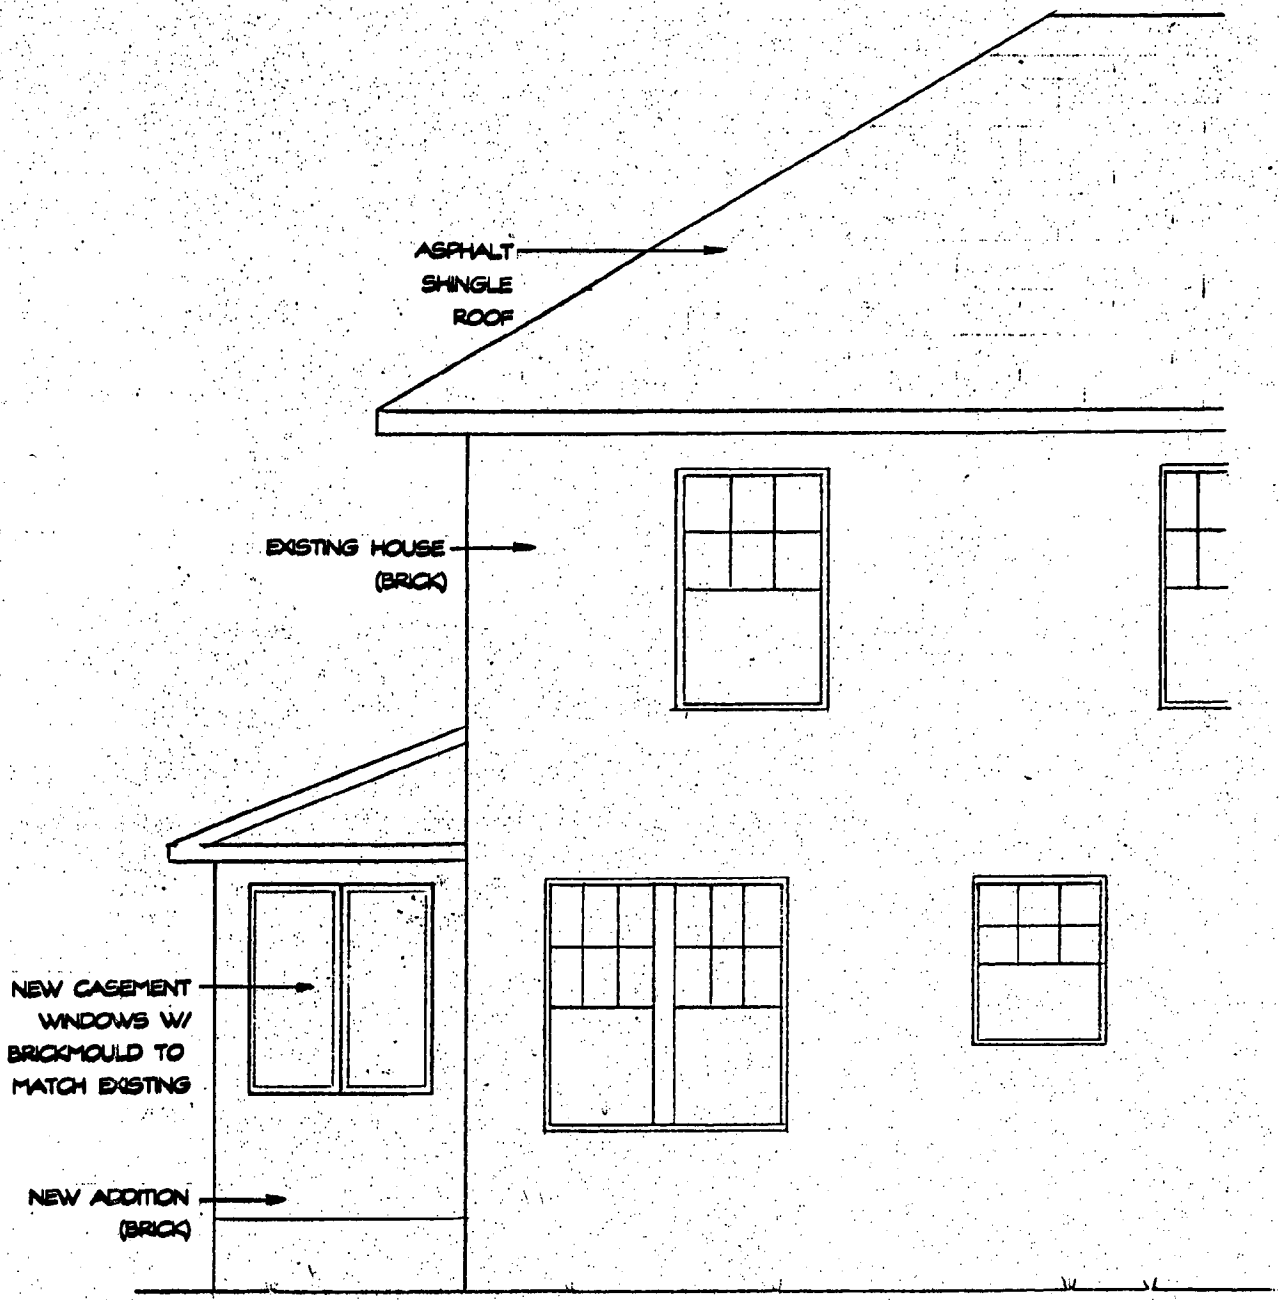 ASPHALT
SHINGLE
ROOF
EXISTING HOUSE
(BRICK)
NEW CASEMENT
WINDOWS W/
BRICKMOULD TO
MATCH EXISTING
NEW ADDITION
(BRICK)